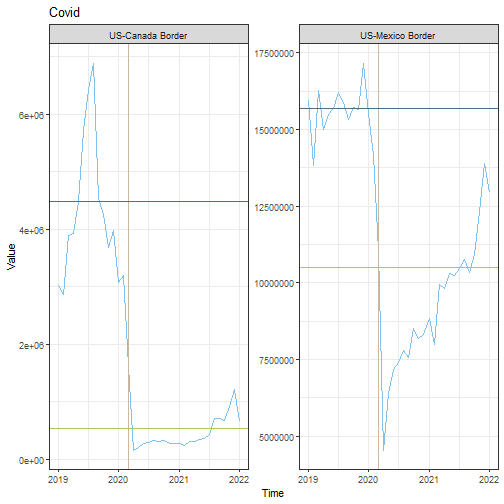 Covid
US-Canada Border
US-Mexico Border
Value
6e+06
4e+06
2e+06
0e+00
17500000
15000000
12500000
10000000
7500000
5000000
2019
2020
2021
2022
2019
2020
2021
2022
Time